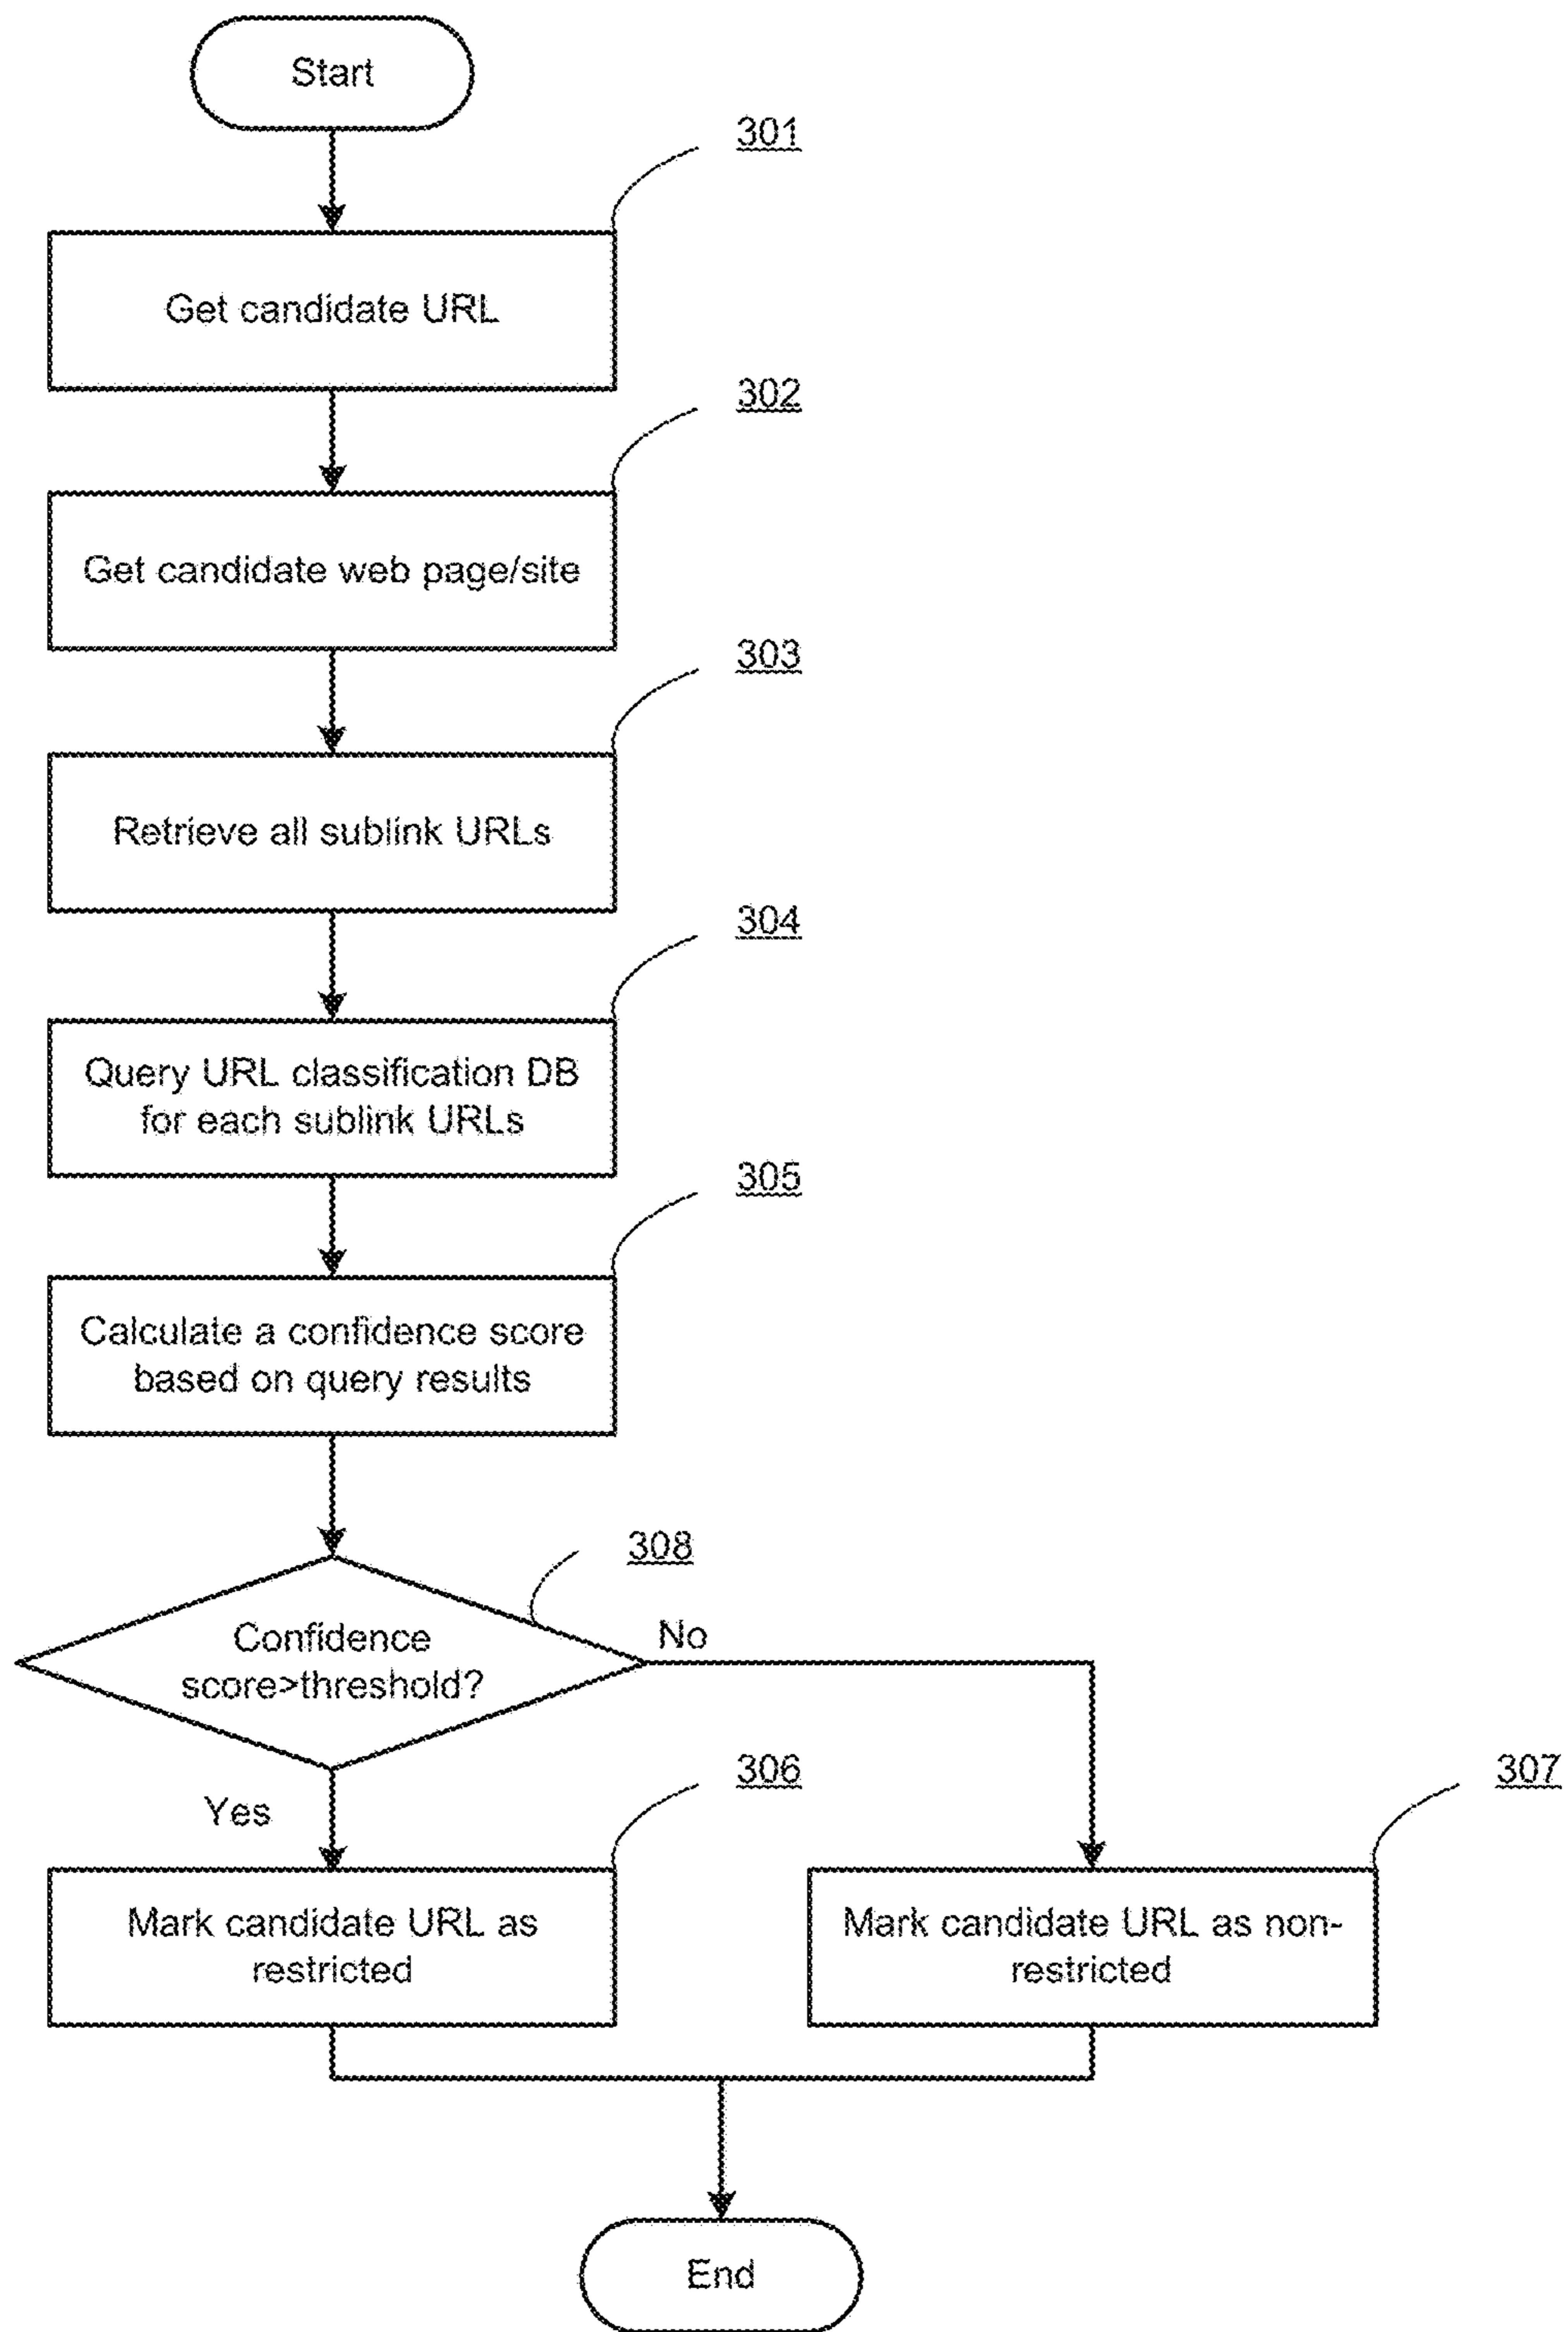 Start
301
Get candidate URL
302
Get candidate web page/site
303
Retrieve all sublink URLs
304
Query URL classification DB
for each sublink URLs
305
Calculate a confidence score
based on query results
308
Confidence
score>threshold?
No
Yes
306
Mark candidate URL as
restricted
307
Mark candidate URL as non-
restricted
End